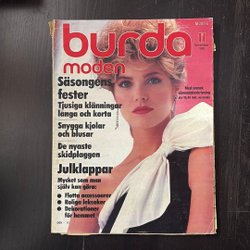 burda
moden
11
Säsongens
fester
Tjusiga klänningar
långa och korta
Snygga kjolar
och blusar
De nyaste
skidplaggen
Julklappar
Mycket som man
själv kan göra:
Flotta accessoarer
Roliga leksaker
Dekorationer
för hemmet